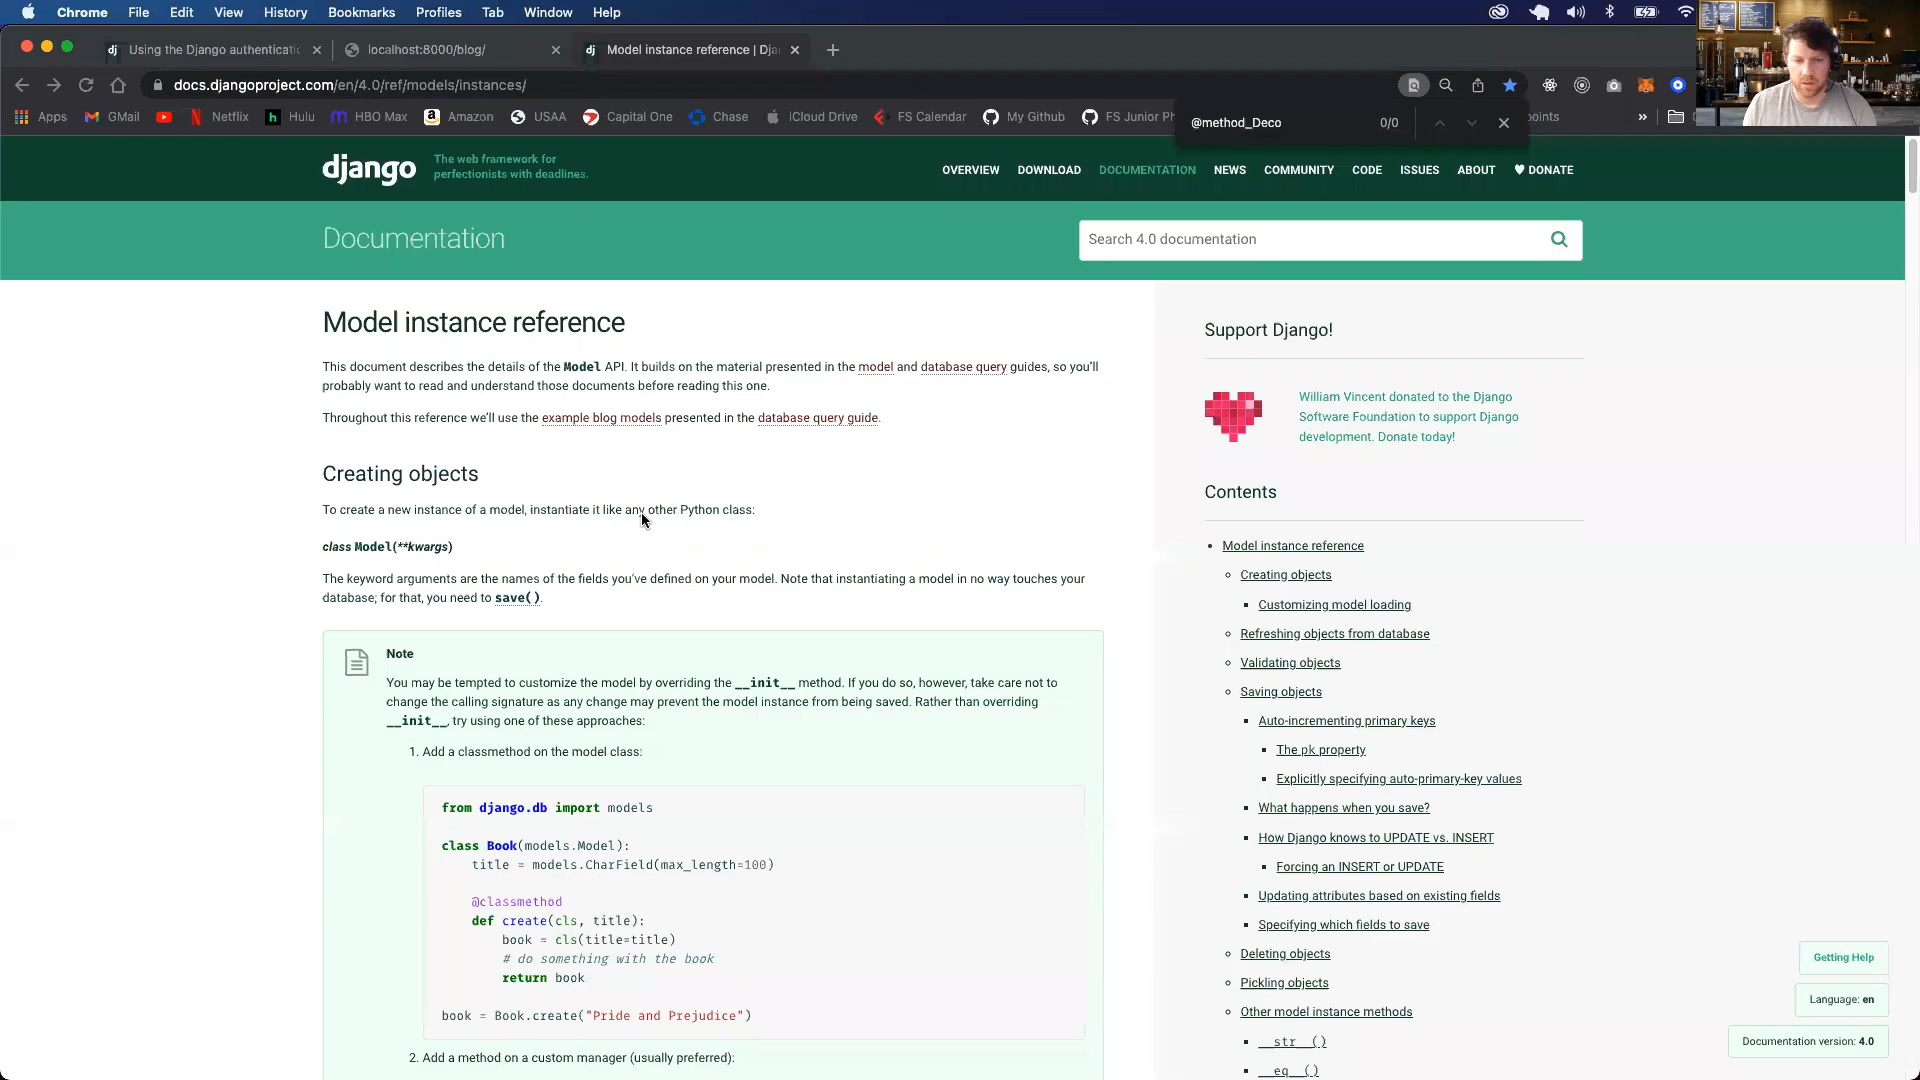 Chrome File Edit View History Bookmarks Profiles Tab Window Help
Using the Django authenticatio
localhost:8000/blog/
Model instance reference | Dja
docs.djangoproject.com/en/4.0/ref/models/instances/
Apps GMail Netflix Hulu HBO Max Amazon USAA Capital One Chase iCloud Drive FS Calendar My Github FS Junior Ph
@method_Deco 0/0
django
The web framework for
perfectionists with deadlines.
OVERVIEW DOWNLOAD DOCUMENTATION NEWS COMMUNITY CODE ISSUES ABOUT ♥ DONATE
Documentation
Search 4.0 documentation
Model instance reference
This document describes the details of the Model API. It builds on the material presented in the model and database query guides, so you’ll
probably want to read and understand those documents before reading this one.
Throughout this reference we’ll use the example blog models presented in the database query guide.
Creating objects
To create a new instance of a model, instantiate it like any other Python class:
class Model(**kwargs)
The keyword arguments are the names of the fields you’ve defined on your model. Note that instantiating a model in no way touches your
database; for that, you need to save().
Note
You may be tempted to customize the model by overriding the __init__ method. If you do so, however, take care not to
change the calling signature as any change may prevent the model instance from being saved. Rather than overriding
__init__, try using one of these approaches:
1. Add a classmethod on the model class:
from django.db import models
class Book(models.Model):
title = models.CharField(max_length=100)
@classmethod
def create(cls, title):
book = cls(title=title)
# do something with the book
return book
book = Book.create("Pride and Prejudice")
2. Add a method on a custom manager (usually preferred):
Support Django!
William Vincent donated to the Django
Software Foundation to support Django
development. Donate today!
Contents
Model instance reference
Creating objects
Customizing model loading
Refreshing objects from database
Validating objects
Saving objects
Auto-incrementing primary keys
The pk property
Explicitly specifying auto-primary-key values
What happens when you save?
How Django knows to UPDATE vs. INSERT
Forcing an INSERT or UPDATE
Updating attributes based on existing fields
Specifying which fields to save
Deleting objects
Pickling objects
Other model instance methods
__str__()
__eq__()
Getting Help
Language: en
Documentation version: 4.0